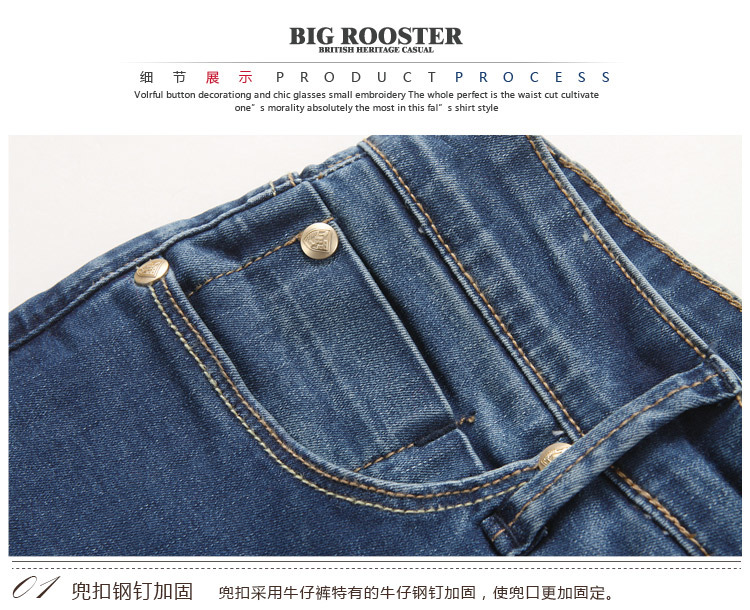 BIG ROOSTER
BRITISH HERITAGE CASUAL
细节展示 PRODUCT PROCESS
Volrful button decorationg and chic glasses small embroidery The whole perfect is the waist cut cultivate
one”s morality absolutely the most in this fal”s shirt style
01 兜扣钢钉加固 兜扣采用牛仔裤特有的牛仔钢钉加固，使兜口更加固定。